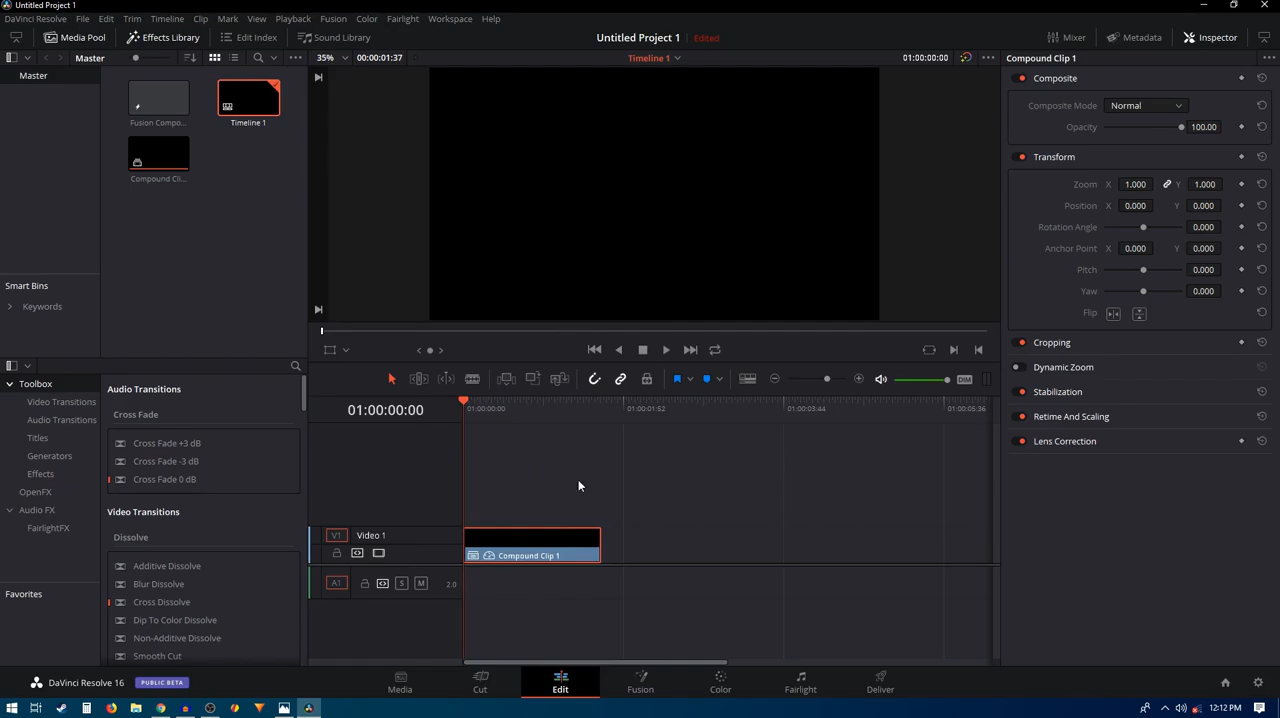 Untitled Project 1
DaVinci Resolve File Edit Trim Timeline Clip Mark View Playback Fusion Color Fairlight Workspace Help
Media Pool Effects Library Edit Index Sound Library Untitled Project 1 Edited Mixer Metadata Inspector
Master 35% 00:00:01:37 Timeline 1 01:00:00:00 Compound Clip 1
Master
Fusion Compo...
Timeline 1
Compound Cli...
Smart Bins
Keywords
Composite
Composite Mode Normal
Opacity 100.00
Transform
Zoom X 1.000 Y 1.000
Position X 0.000 Y 0.000
Rotation Angle 0.000
Anchor Point X 0.000 Y 0.000
Pitch 0.000
Yaw 0.000
Flip
Cropping
Dynamic Zoom
Stabilization
Retime And Scaling
Lens Correction
Toolbox
Video Transitions
Audio Transitions
Titles
Generators
Effects
OpenFX
Audio FX
FairlightFX
Favorites
Audio Transitions
Cross Fade
Cross Fade +3 dB
Cross Fade -3 dB
Cross Fade 0 dB
Video Transitions
Dissolve
Additive Dissolve
Blur Dissolve
Cross Dissolve
Dip To Color Dissolve
Non-Additive Dissolve
Smooth Cut
DIM
01:00:00:00 01:00:00:00 01:00:01:52 01:00:03:44 01:00:05:36
V1 Video 1
Compound Clip 1
A1 S M 2.0
DaVinci Resolve 16 PUBLIC BETA
Media Cut Edit Fusion Color Fairlight Deliver
12:12 PM